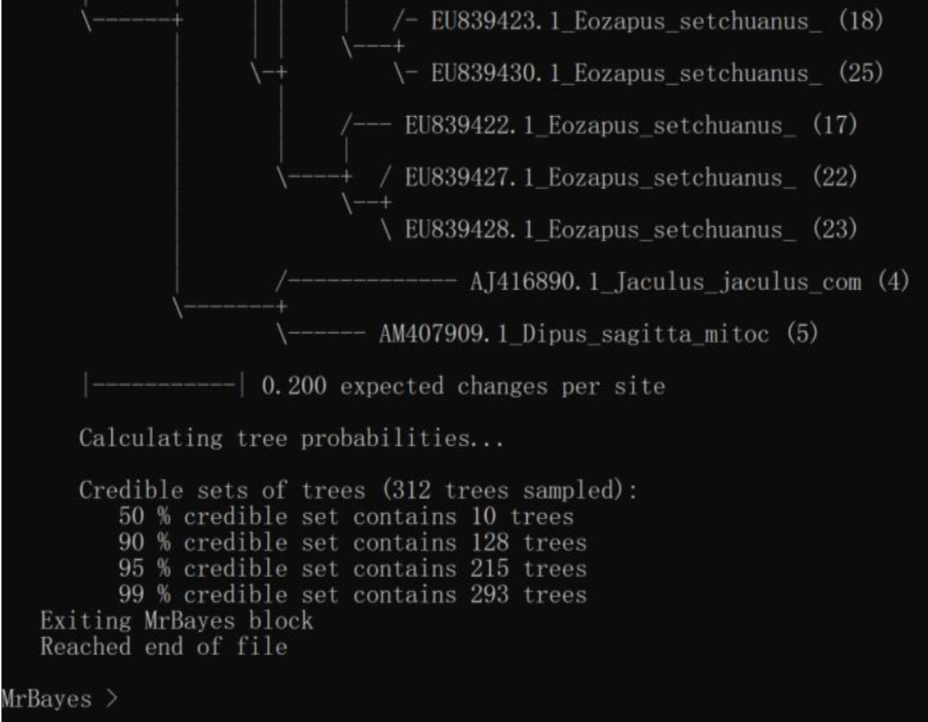 \------+ | | | /- EU839423.1_Eozapus_setchuanus_ (18)
\---+
\-+ \- EU839430.1_Eozapus_setchuanus_ (25)
/--- EU839422.1_Eozapus_setchuanus_ (17)
\----+ / EU839427.1_Eozapus_setchuanus_ (22)
\--+
\ EU839428.1_Eozapus_setchuanus_ (23)
/------------- AJ416890.1_Jaculus_jaculus_com (4)
\-------+
\------ AM407909.1_Dipus_sagitta_mitoc (5)
|-----------| 0.200 expected changes per site
Calculating tree probabilities...
Credible sets of trees (312 trees sampled):
50 % credible set contains 10 trees
90 % credible set contains 128 trees
95 % credible set contains 215 trees
99 % credible set contains 293 trees
Exiting MrBayes block
Reached end of file
MrBayes >